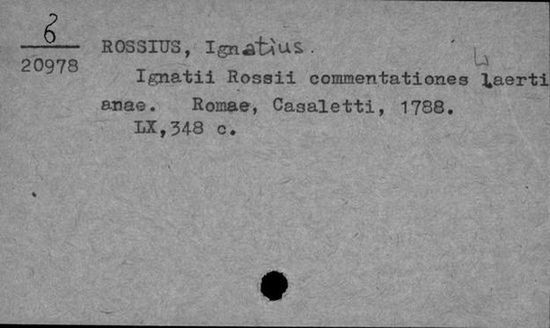 6
20978
ROSSIUS, Ignatius.
Ignatii Rossii commentationes Laerti
anae. Romae, Casaletti, 1788.
LX, 348 c.